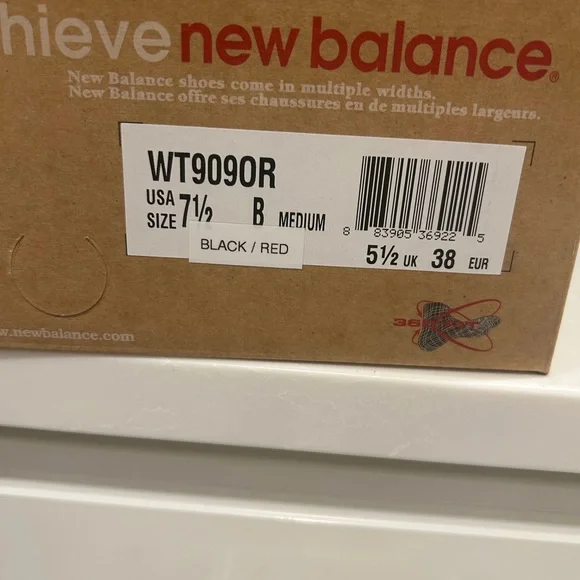 hieve new balance®
New Balance shoes come in multiple widths.
New Balance offre ses chaussures en de multiples largeurs.
WT909OR
USA SIZE 7½ B MEDIUM
BLACK / RED
8 83905 36922 5
5½ UK 38 EUR
w.newbalance.com